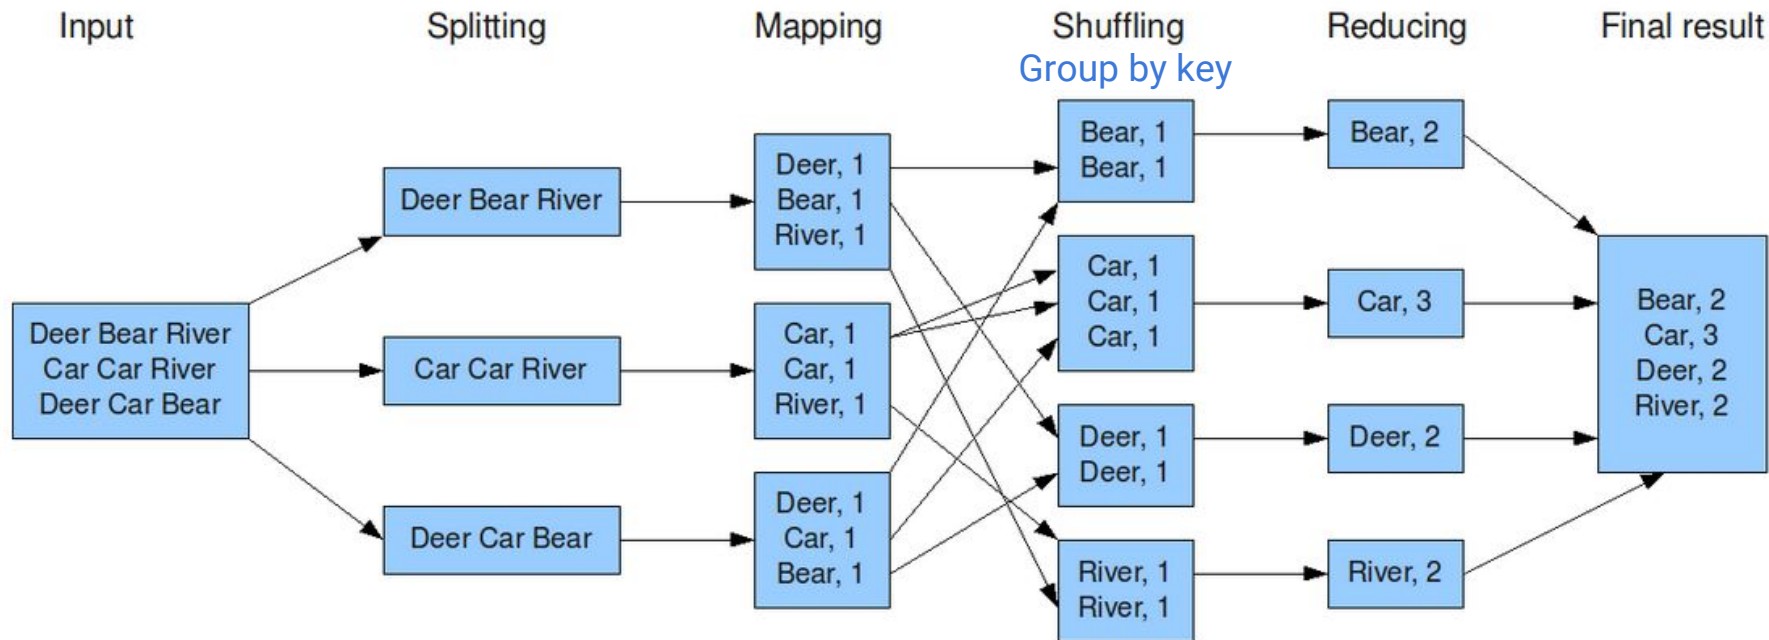 Input
Splitting
Mapping
Shuffling
Reducing
Final result
Group by key
Deer Bear River
Car Car River
Deer Car Bear
Deer Bear River
Car Car River
Deer Car Bear
Deer, 1
Bear, 1
River, 1
Car, 1
Car, 1
River, 1
Deer, 1
Car, 1
Bear, 1
Bear, 1
Bear, 1
Car, 1
Car, 1
Car, 1
Deer, 1
Deer, 1
River, 1
River, 1
Bear, 2
Car, 3
Deer, 2
River, 2
Bear, 2
Car, 3
Deer, 2
River, 2